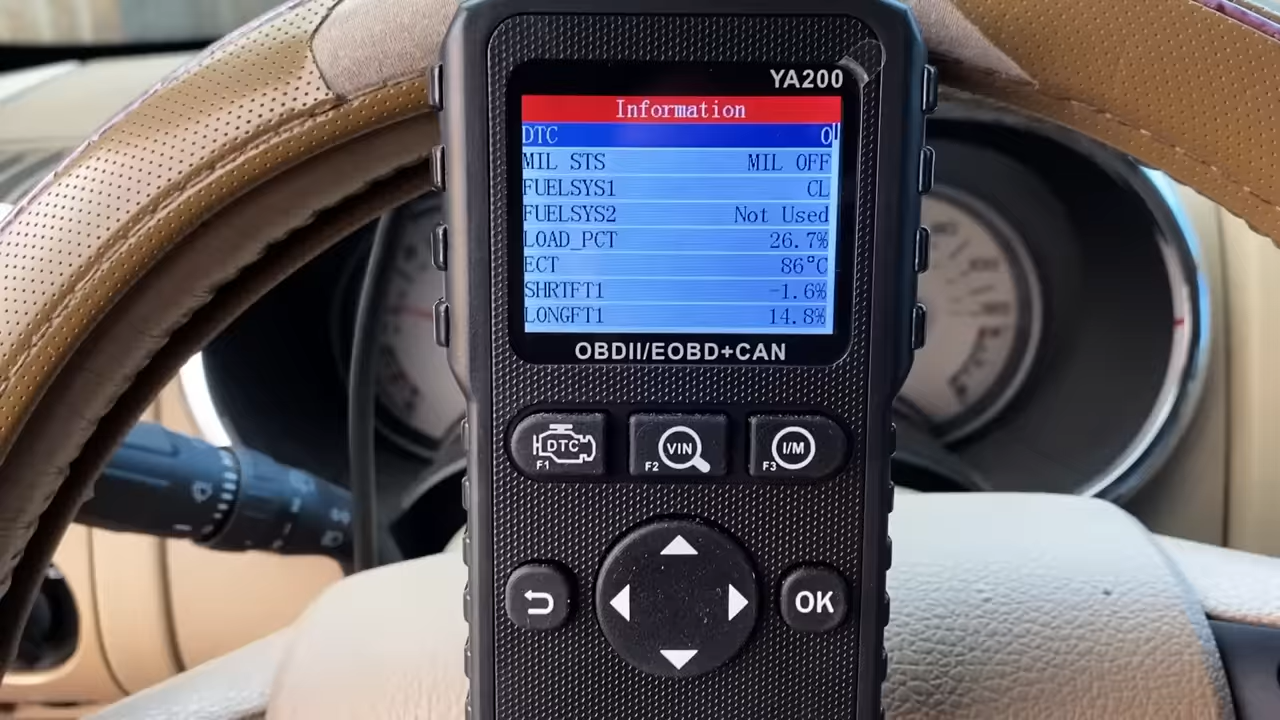 YA200
Information
DTC 0
MIL STS MIL OFF
FUELSYS1 CL
FUELSYS2 Not Used
LOAD_PCT 26.7%
ECT 86°C
SHRTFT1 -1.6%
LONGFT1 14.8%
OBDII/EOBD+CAN
DTC VIN I/M
F1 F2 F3
OK